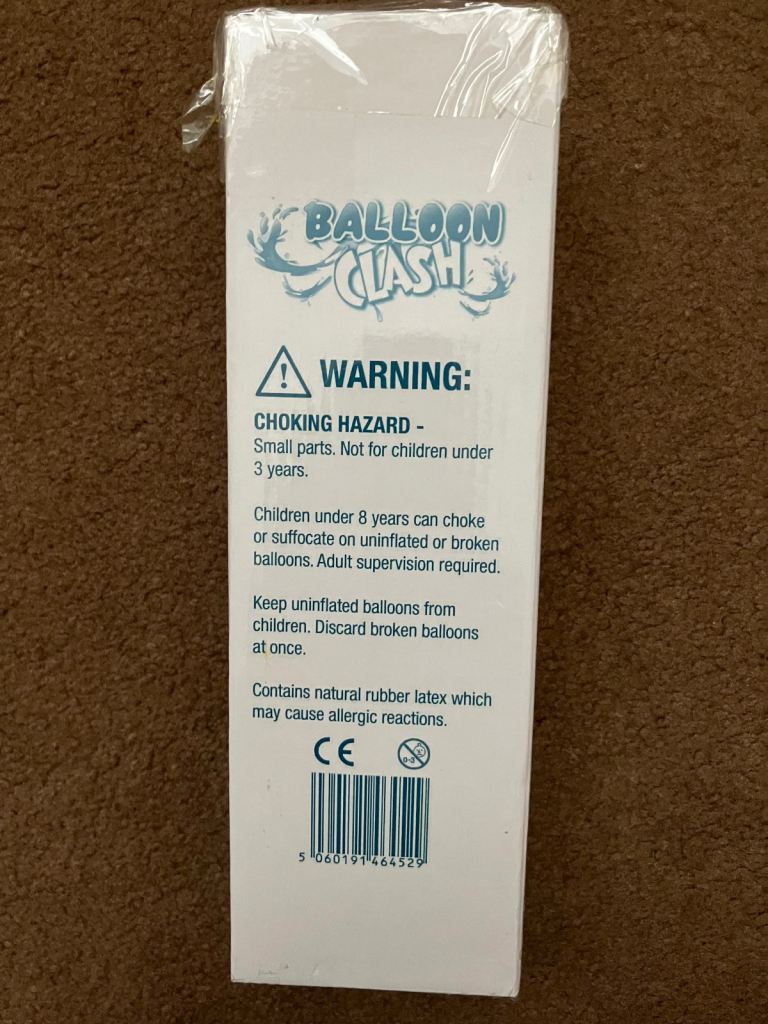 BALLOON
CLASH
! WARNING:
CHOKING HAZARD -
Small parts. Not for children under
3 years.
Children under 8 years can choke
or suffocate on uninflated or broken
balloons. Adult supervision required.
Keep uninflated balloons from
children. Discard broken balloons
at once.
Contains natural rubber latex which
may cause allergic reactions.
CE 0-3
5 060191 464529